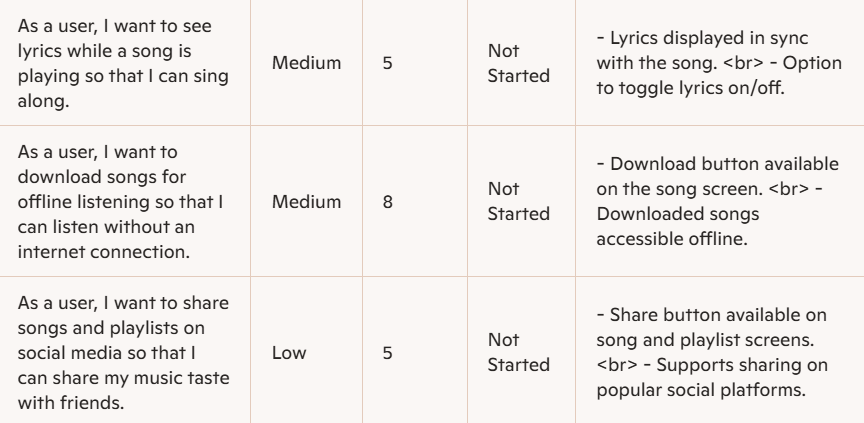 As a user, I want to see
lyrics while a song is
playing so that I can sing
along.
Medium
5
Not
Started
- Lyrics displayed in sync
with the song. <br> - Option
to toggle lyrics on/off.
As a user, I want to
download songs for
offline listening so that I
can listen without an
internet connection.
Medium
8
Not
Started
- Download button available
on the song screen. <br> -
Downloaded songs
accessible offline.
As a user, I want to share
songs and playlists on
social media so that I
can share my music taste
with friends.
Low
5
Not
Started
- Share button available on
song and playlist screens.
<br> - Supports sharing on
popular social platforms.